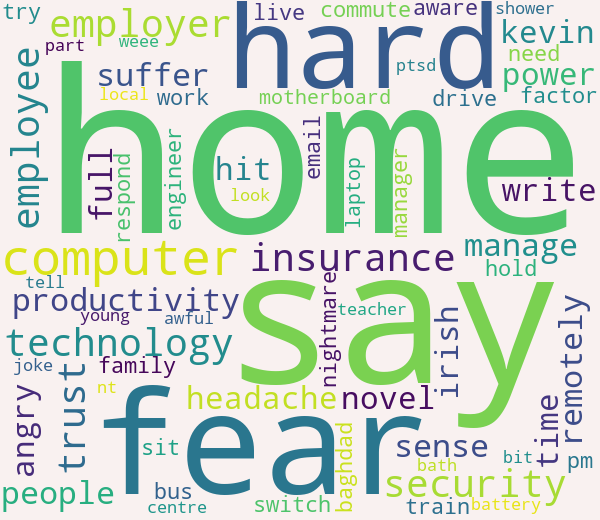 try
employer
hard
live
commute
aware
shower
part
weee
kevin
need
suffer
ptsd
power
local
work
motherboard
drive
factor
employee
home
full
respond
engineer
hit
look
email
laptop
manager
write
computer
insurance
manage
hold
say
tell
productivity
young
awful
nightmare
teacher
technology
irish
remotely
joke
family
nt
angry
trust
fear
headache
novel
time
sit
baghdad
sense
bath
bit
pm
people
bus
centre
switch
security
train
battery